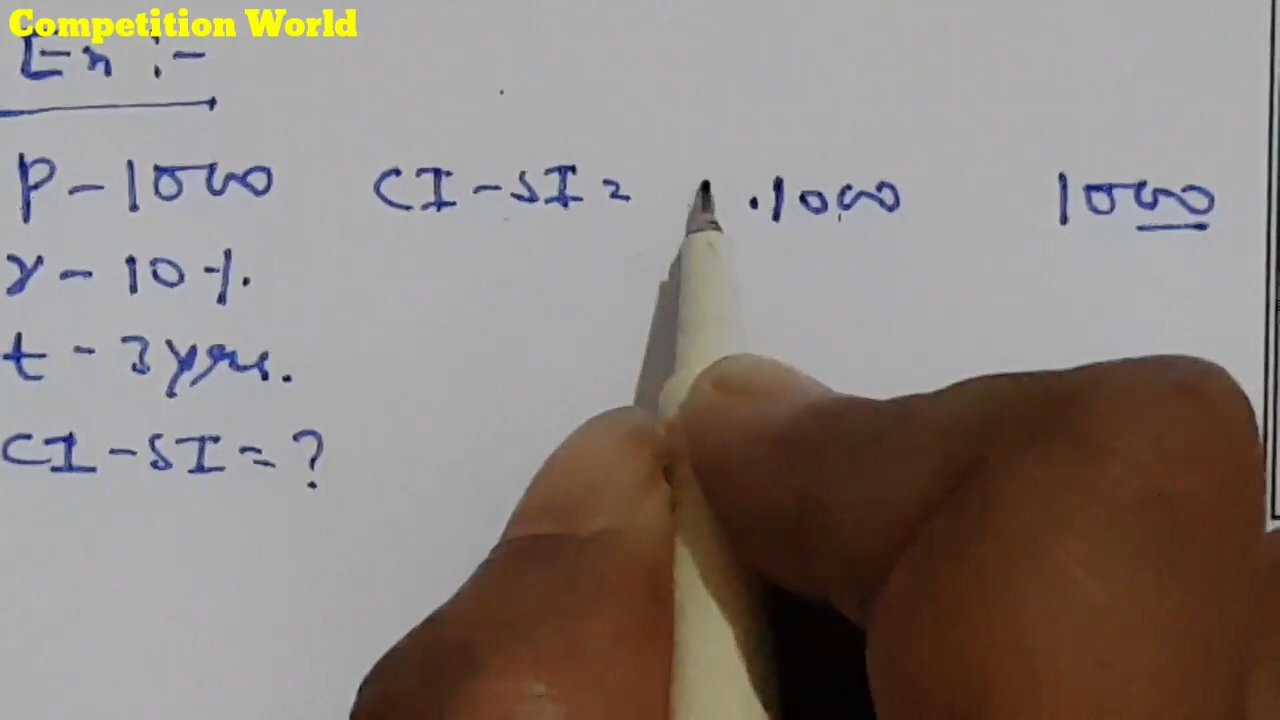 Competition World
Ex :-
P - 1000 CI - SI = .1000 1000
r - 10 %.
t - 3 yrs.
CI - SI = ?